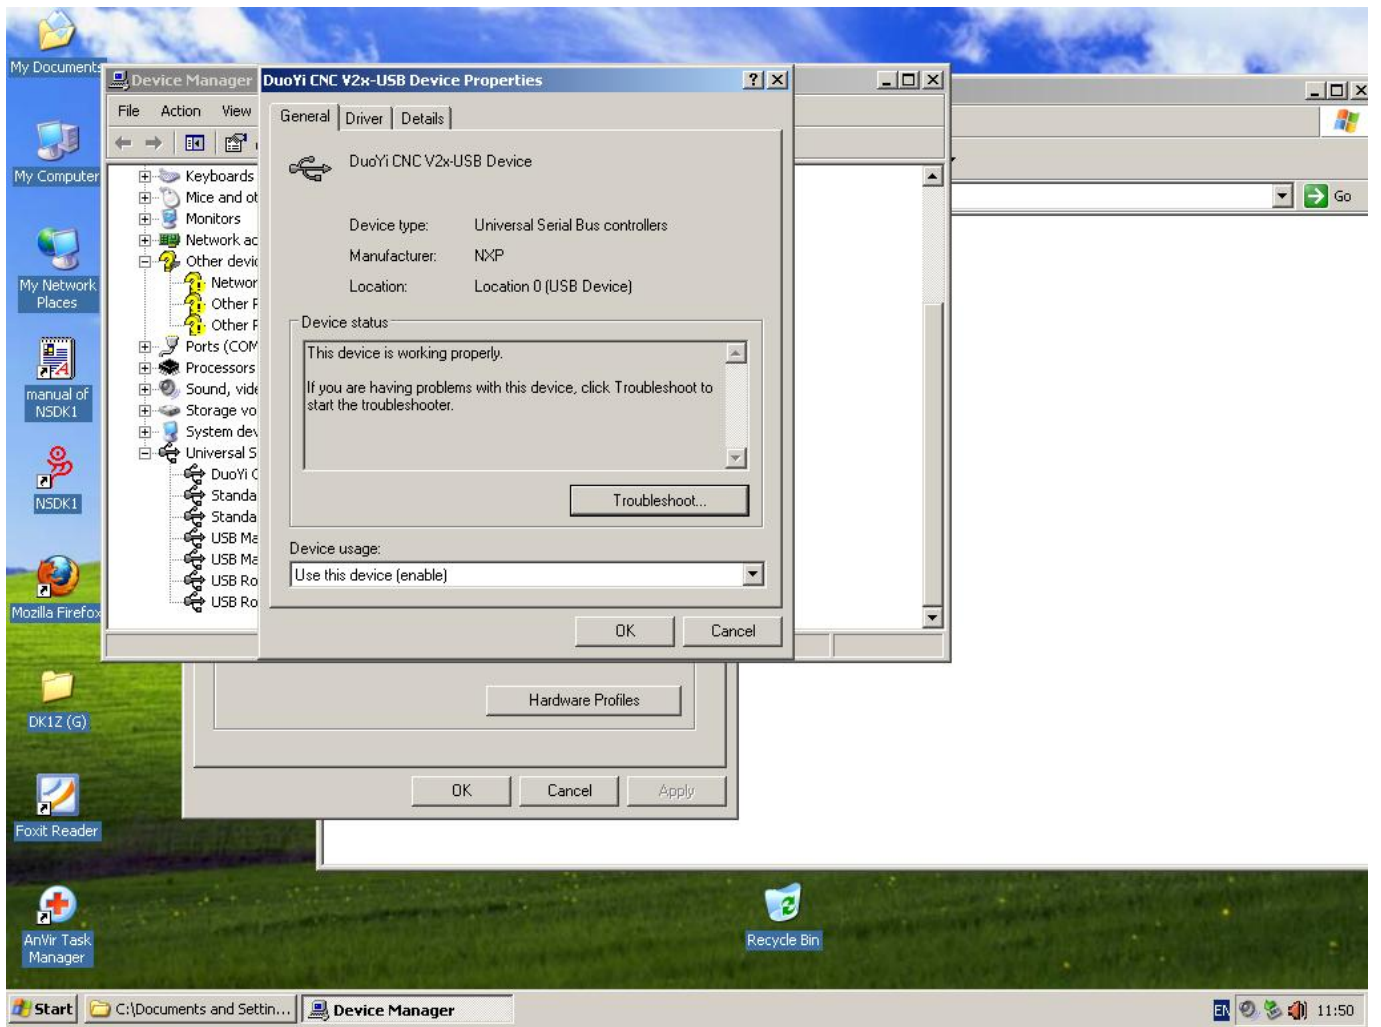 My Documents
My Computer
My Network
Places
manual of
NSDK1
NSDK1
Mozilla Firefox
DK1Z (G)
Foxit Reader
AnVir Task
Manager
Recycle Bin
Device Manager
File Action View
Keyboards
Mice and ot
Monitors
Network ac
Other devic
Networ
Other P
Other P
Ports (COM
Processors
Sound, vide
Storage vo
System dev
Universal S
DuoYi C
Standa
Standa
USB Ma
USB Ma
USB Ro
USB Ro
DuoYi CNC V2x-USB Device Properties
General Driver Details
DuoYi CNC V2x-USB Device
Device type: Universal Serial Bus controllers
Manufacturer: NXP
Location: Location 0 (USB Device)
Device status
This device is working properly.
If you are having problems with this device, click Troubleshoot to
start the troubleshooter.
Troubleshoot...
Device usage:
Use this device (enable)
OK Cancel
Hardware Profiles
OK Cancel Apply
Go
Start C:\Documents and Settin... Device Manager EN 11:50